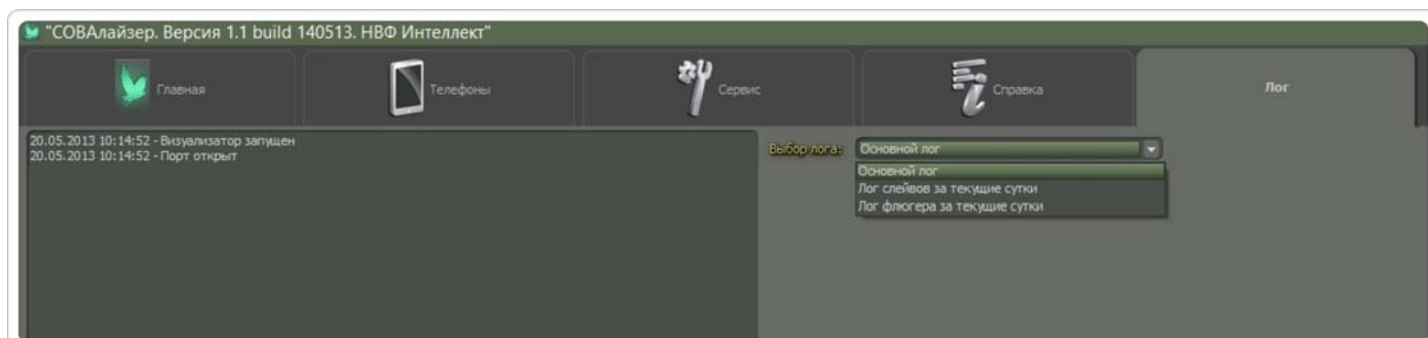 "СОВАлайзер. Версия 1.1 build 140513. НВФ Интеллект"
Главная
Телефоны
Сервис
Справка
Лог
20.05.2013 10:14:52 - Визуализатор запущен
20.05.2013 10:14:52 - Порт открыт
Выбор лога:
Основной лог
Основной лог
Лог слейвов за текущие сутки
Лог флюгера за текущие сутки